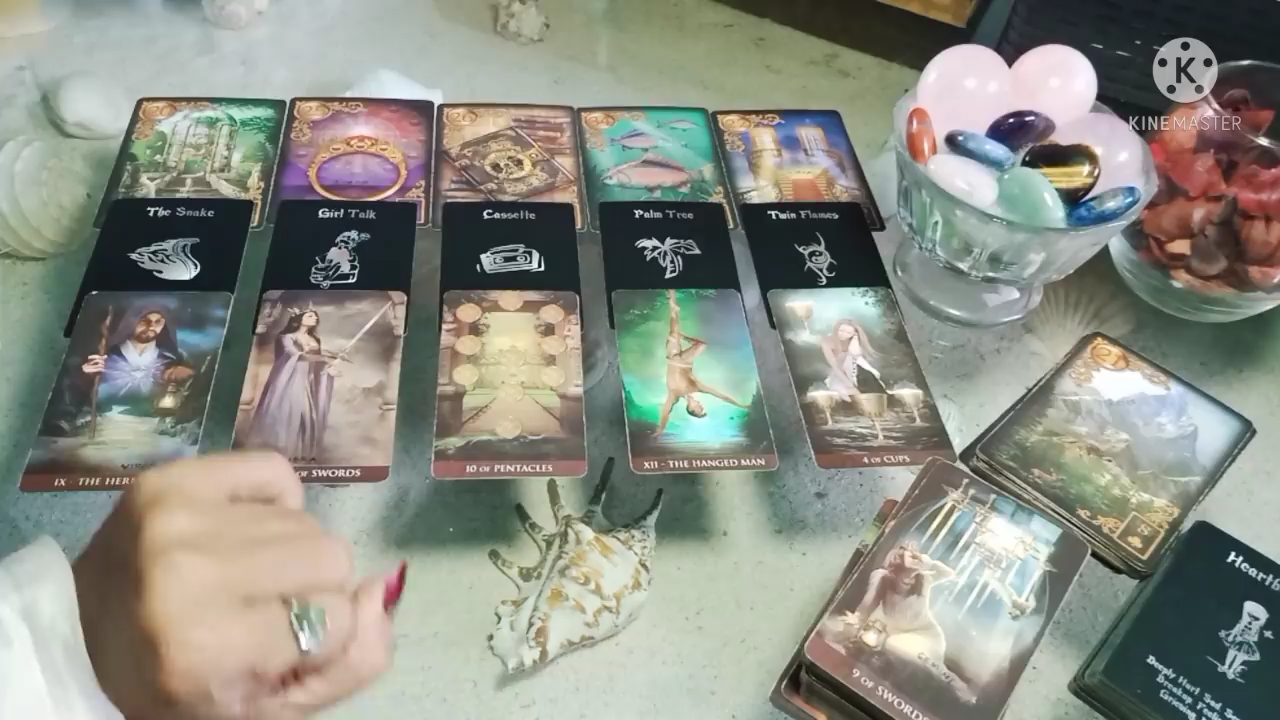 K
KINEMASTER
The Snake
Girl Talk
Cassette
Palm Tree
Twin Flames
IX - THE HER
OF SWORDS
10 OF PENTACLES
XII - THE HANGED MAN
4 OF CUPS
9 OF SWORDS
Deeply Hurt Sad
Breakup